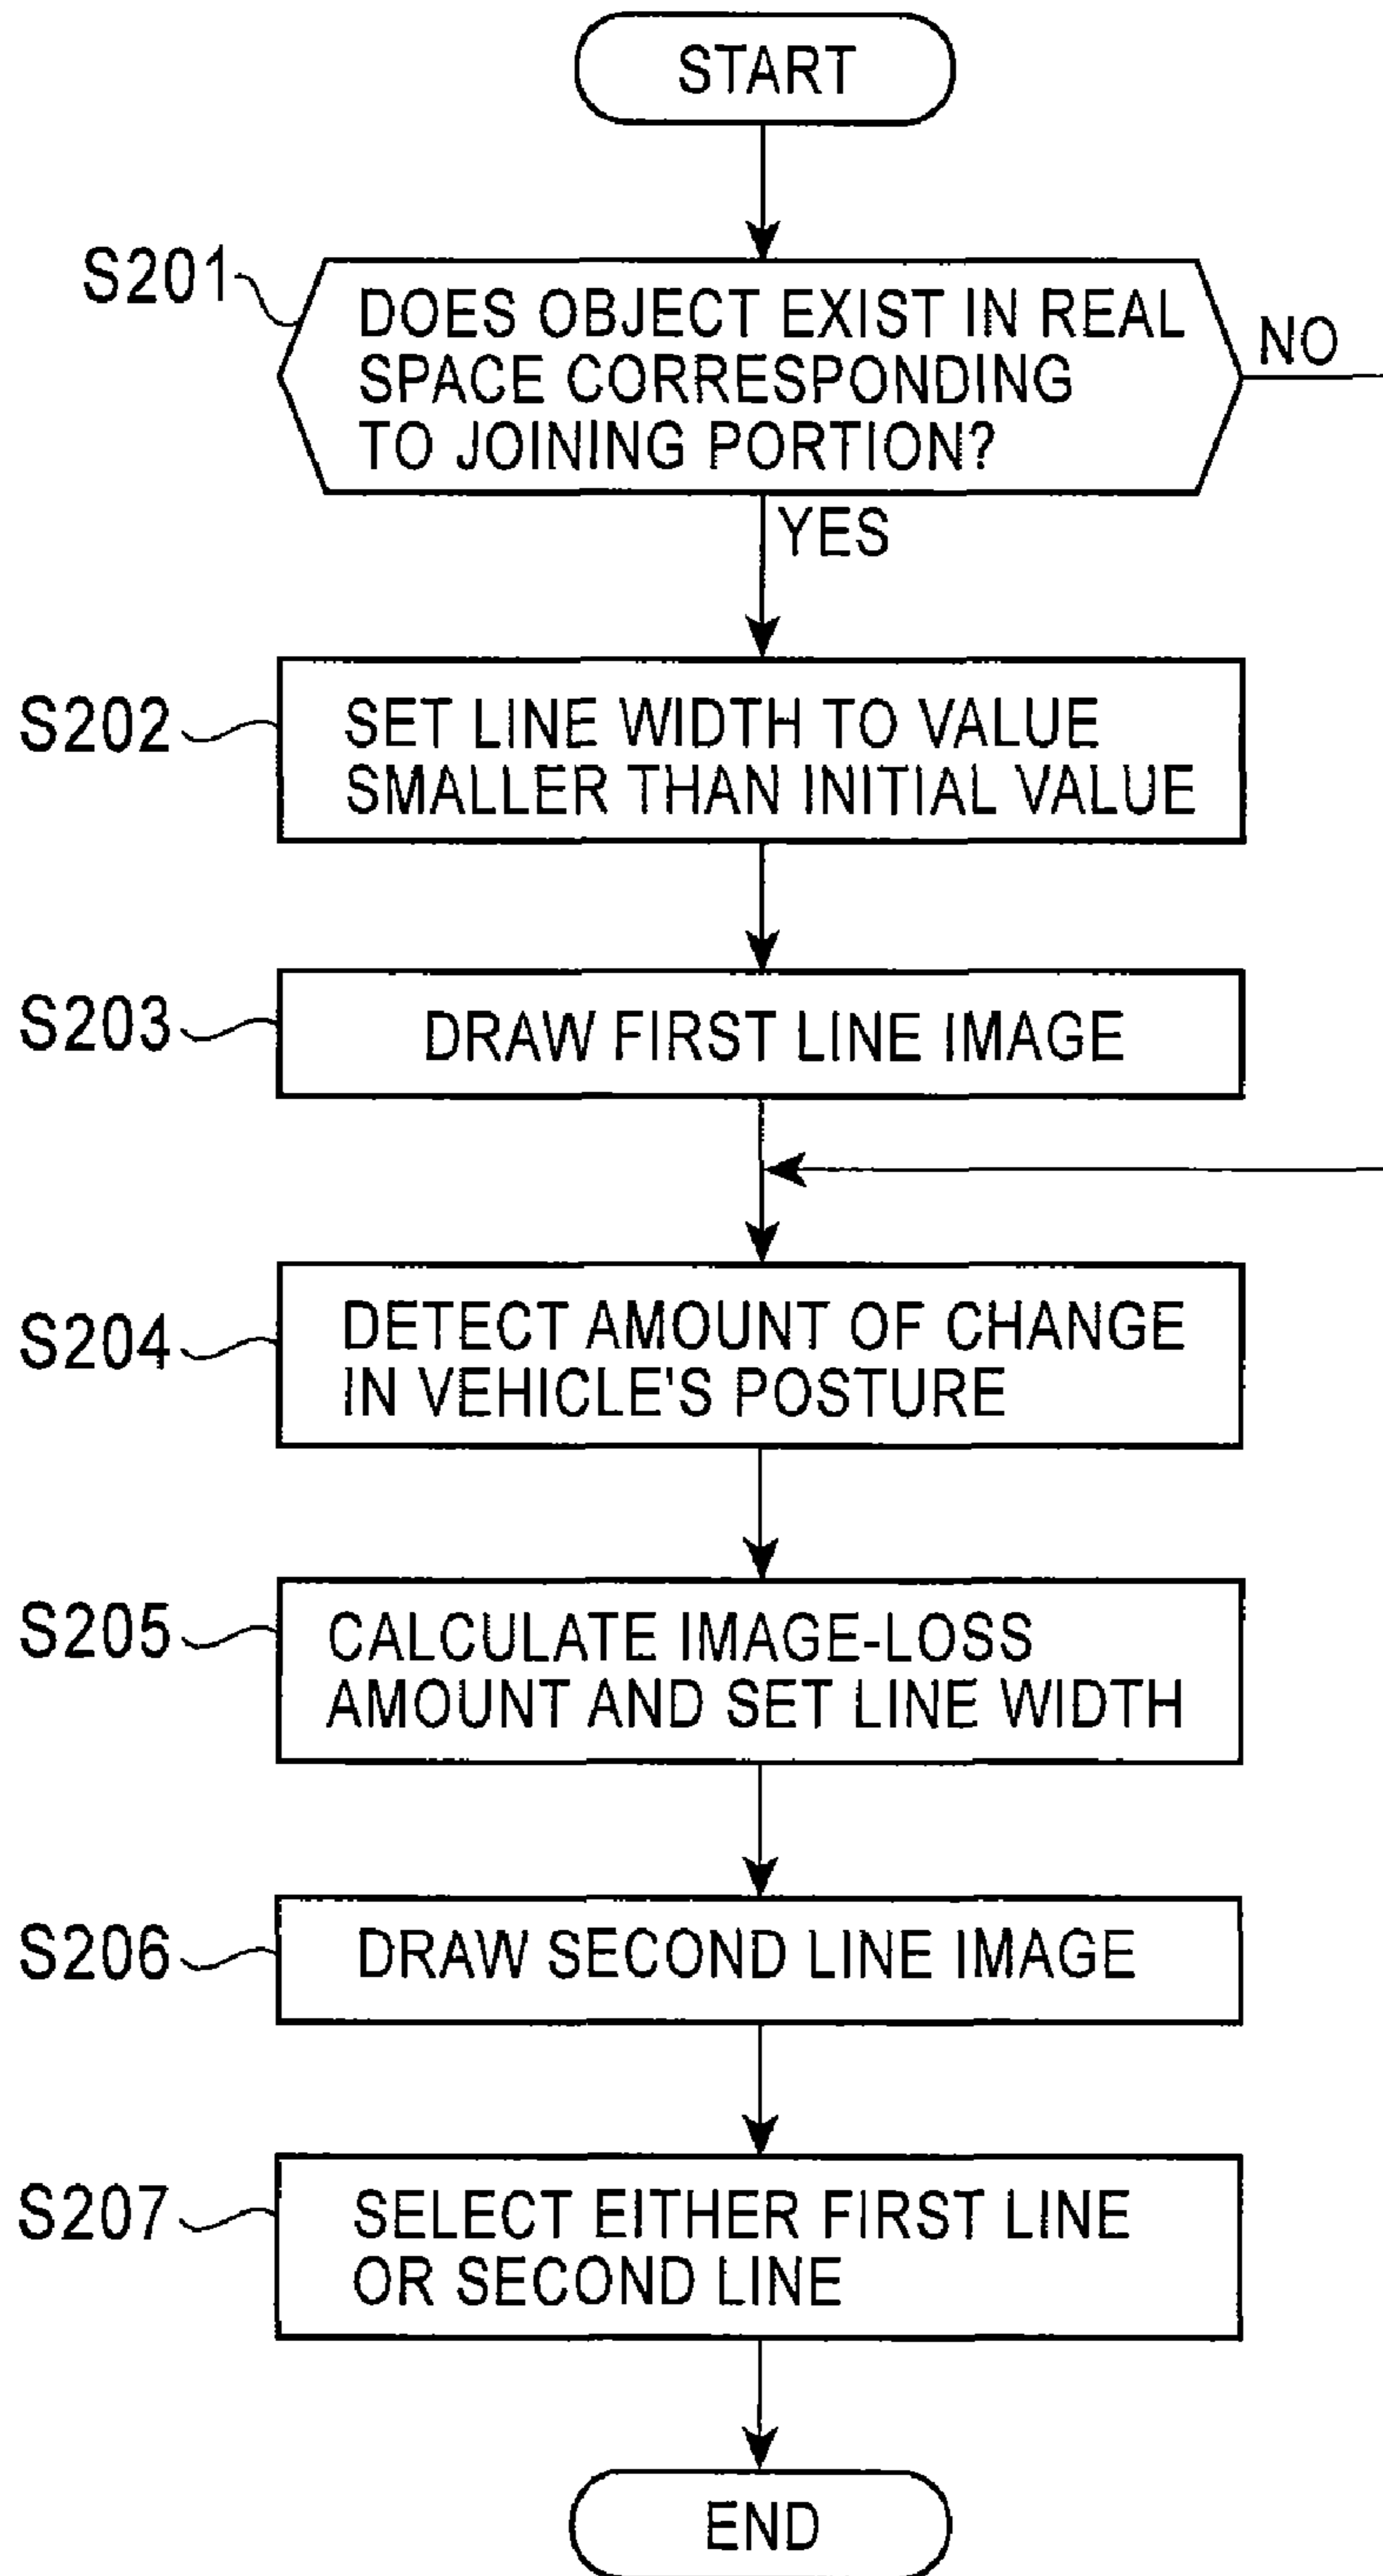 START
S201
DOES OBJECT EXIST IN REAL
SPACE CORRESPONDING
TO JOINING PORTION?
NO
YES
S202
SET LINE WIDTH TO VALUE
SMALLER THAN INITIAL VALUE
S203
DRAW FIRST LINE IMAGE
S204
DETECT AMOUNT OF CHANGE
IN VEHICLE'S POSTURE
S205
CALCULATE IMAGE-LOSS
AMOUNT AND SET LINE WIDTH
S206
DRAW SECOND LINE IMAGE
S207
SELECT EITHER FIRST LINE
OR SECOND LINE
END